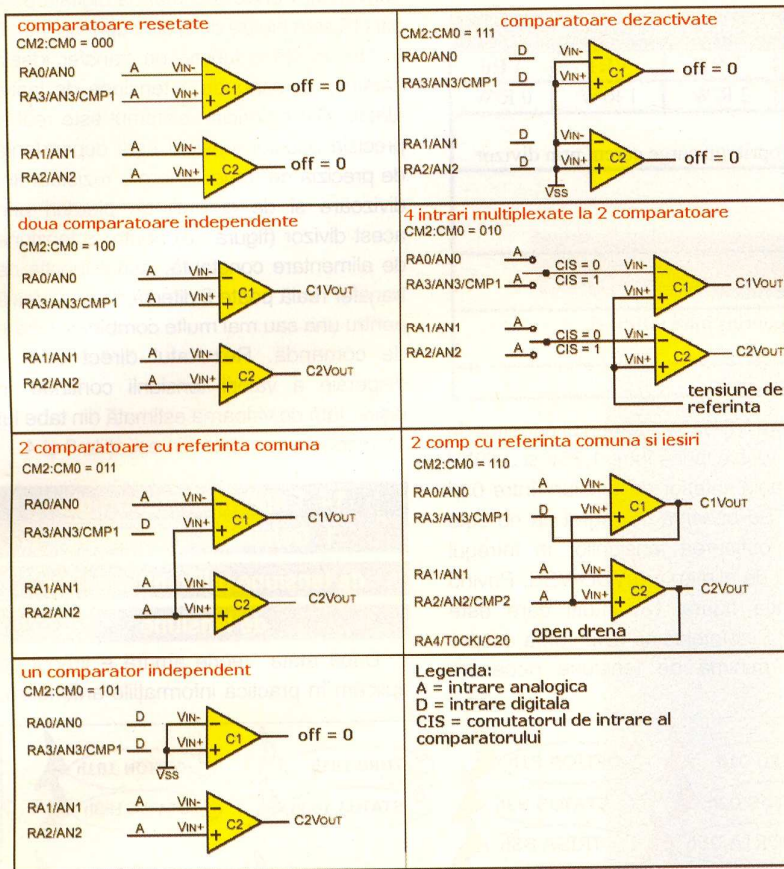 comparatoare resetate
CM2:CM0 = 000
RA0/AN0 A VIN- − C1 off = 0
RA3/AN3/CMP1 A VIN+ +
RA1/AN1 A VIN- − C2 off = 0
RA2/AN2 A VIN+ +
comparatoare dezactivate
CM2:CM0 = 111
RA0/AN0 D VIN- − C1 off = 0
RA3/AN3/CMP1 D VIN+ +
RA1/AN1 D VIN- − C2 off = 0
RA2/AN2 D VIN+ +
Vss
doua comparatoare independente
CM2:CM0 = 100
RA0/AN0 A VIN- − C1 C1VOUT
RA3/AN3/CMP1 A VIN+ +
RA1/AN1 A VIN- − C2 C2VOUT
RA2/AN2 A VIN+ +
4 intrari multiplexate la 2 comparatoare
CM2:CM0 = 010
RA0/AN0 A CIS = 0 VIN- − C1 C1VOUT
RA3/AN3/CMP1 A CIS = 1 VIN+ +
RA1/AN1 A CIS = 0 VIN- − C2 C2VOUT
RA2/AN2 A CIS = 1 VIN+ +
tensiune de
referinta
2 comparatoare cu referinta comuna
CM2:CM0 = 011
RA0/AN0 A VIN- − C1 C1VOUT
RA3/AN3/CMP1 D VIN+ +
RA1/AN1 A VIN- − C2 C2VOUT
RA2/AN2 A VIN+ +
2 comp cu referinta comuna si iesiri
CM2:CM0 = 110
RA0/AN0 A VIN- − C1 C1VOUT
RA3/AN3/CMP1 D VIN+ +
RA1/AN1 A VIN- − C2 C2VOUT
RA2/AN2/CMP2 A VIN+ +
RA4/T0CKI/C20 open drena
un comparator independent
CM2:CM0 = 101
RA0/AN0 D VIN- − C1 off = 0
RA3/AN3/CMP1 D VIN+ +
Vss
RA1/AN1 A VIN- − C2 C2VOUT
RA2/AN2 A VIN+ +
Legenda:
A = intrare analogica
D = intrare digitala
CIS = comutatorul de intrare al
comparatorului